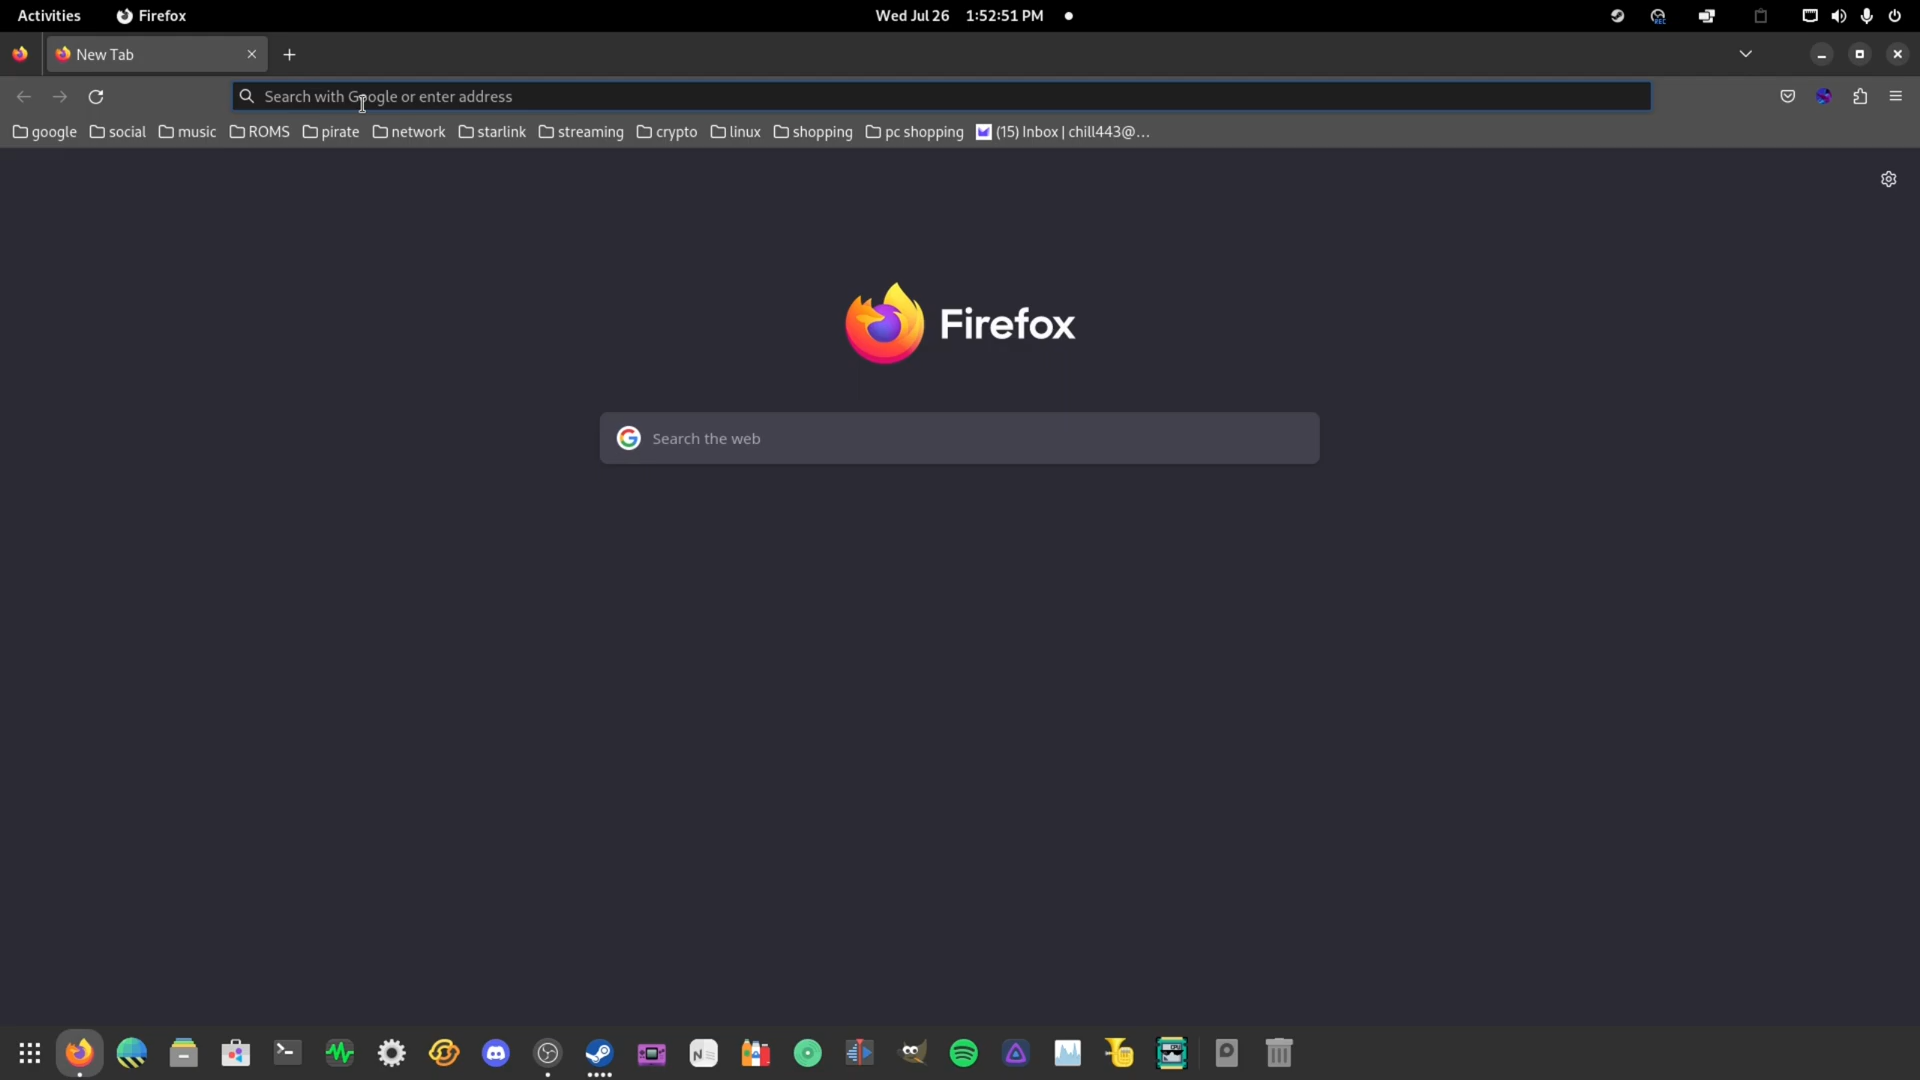 Activities Firefox Wed Jul 26 1:52:51 PM
New Tab
Search with Google or enter address
google social music ROMS pirate network starlink streaming crypto linux shopping pc shopping (15) Inbox | chill443@...
Firefox
Search the web